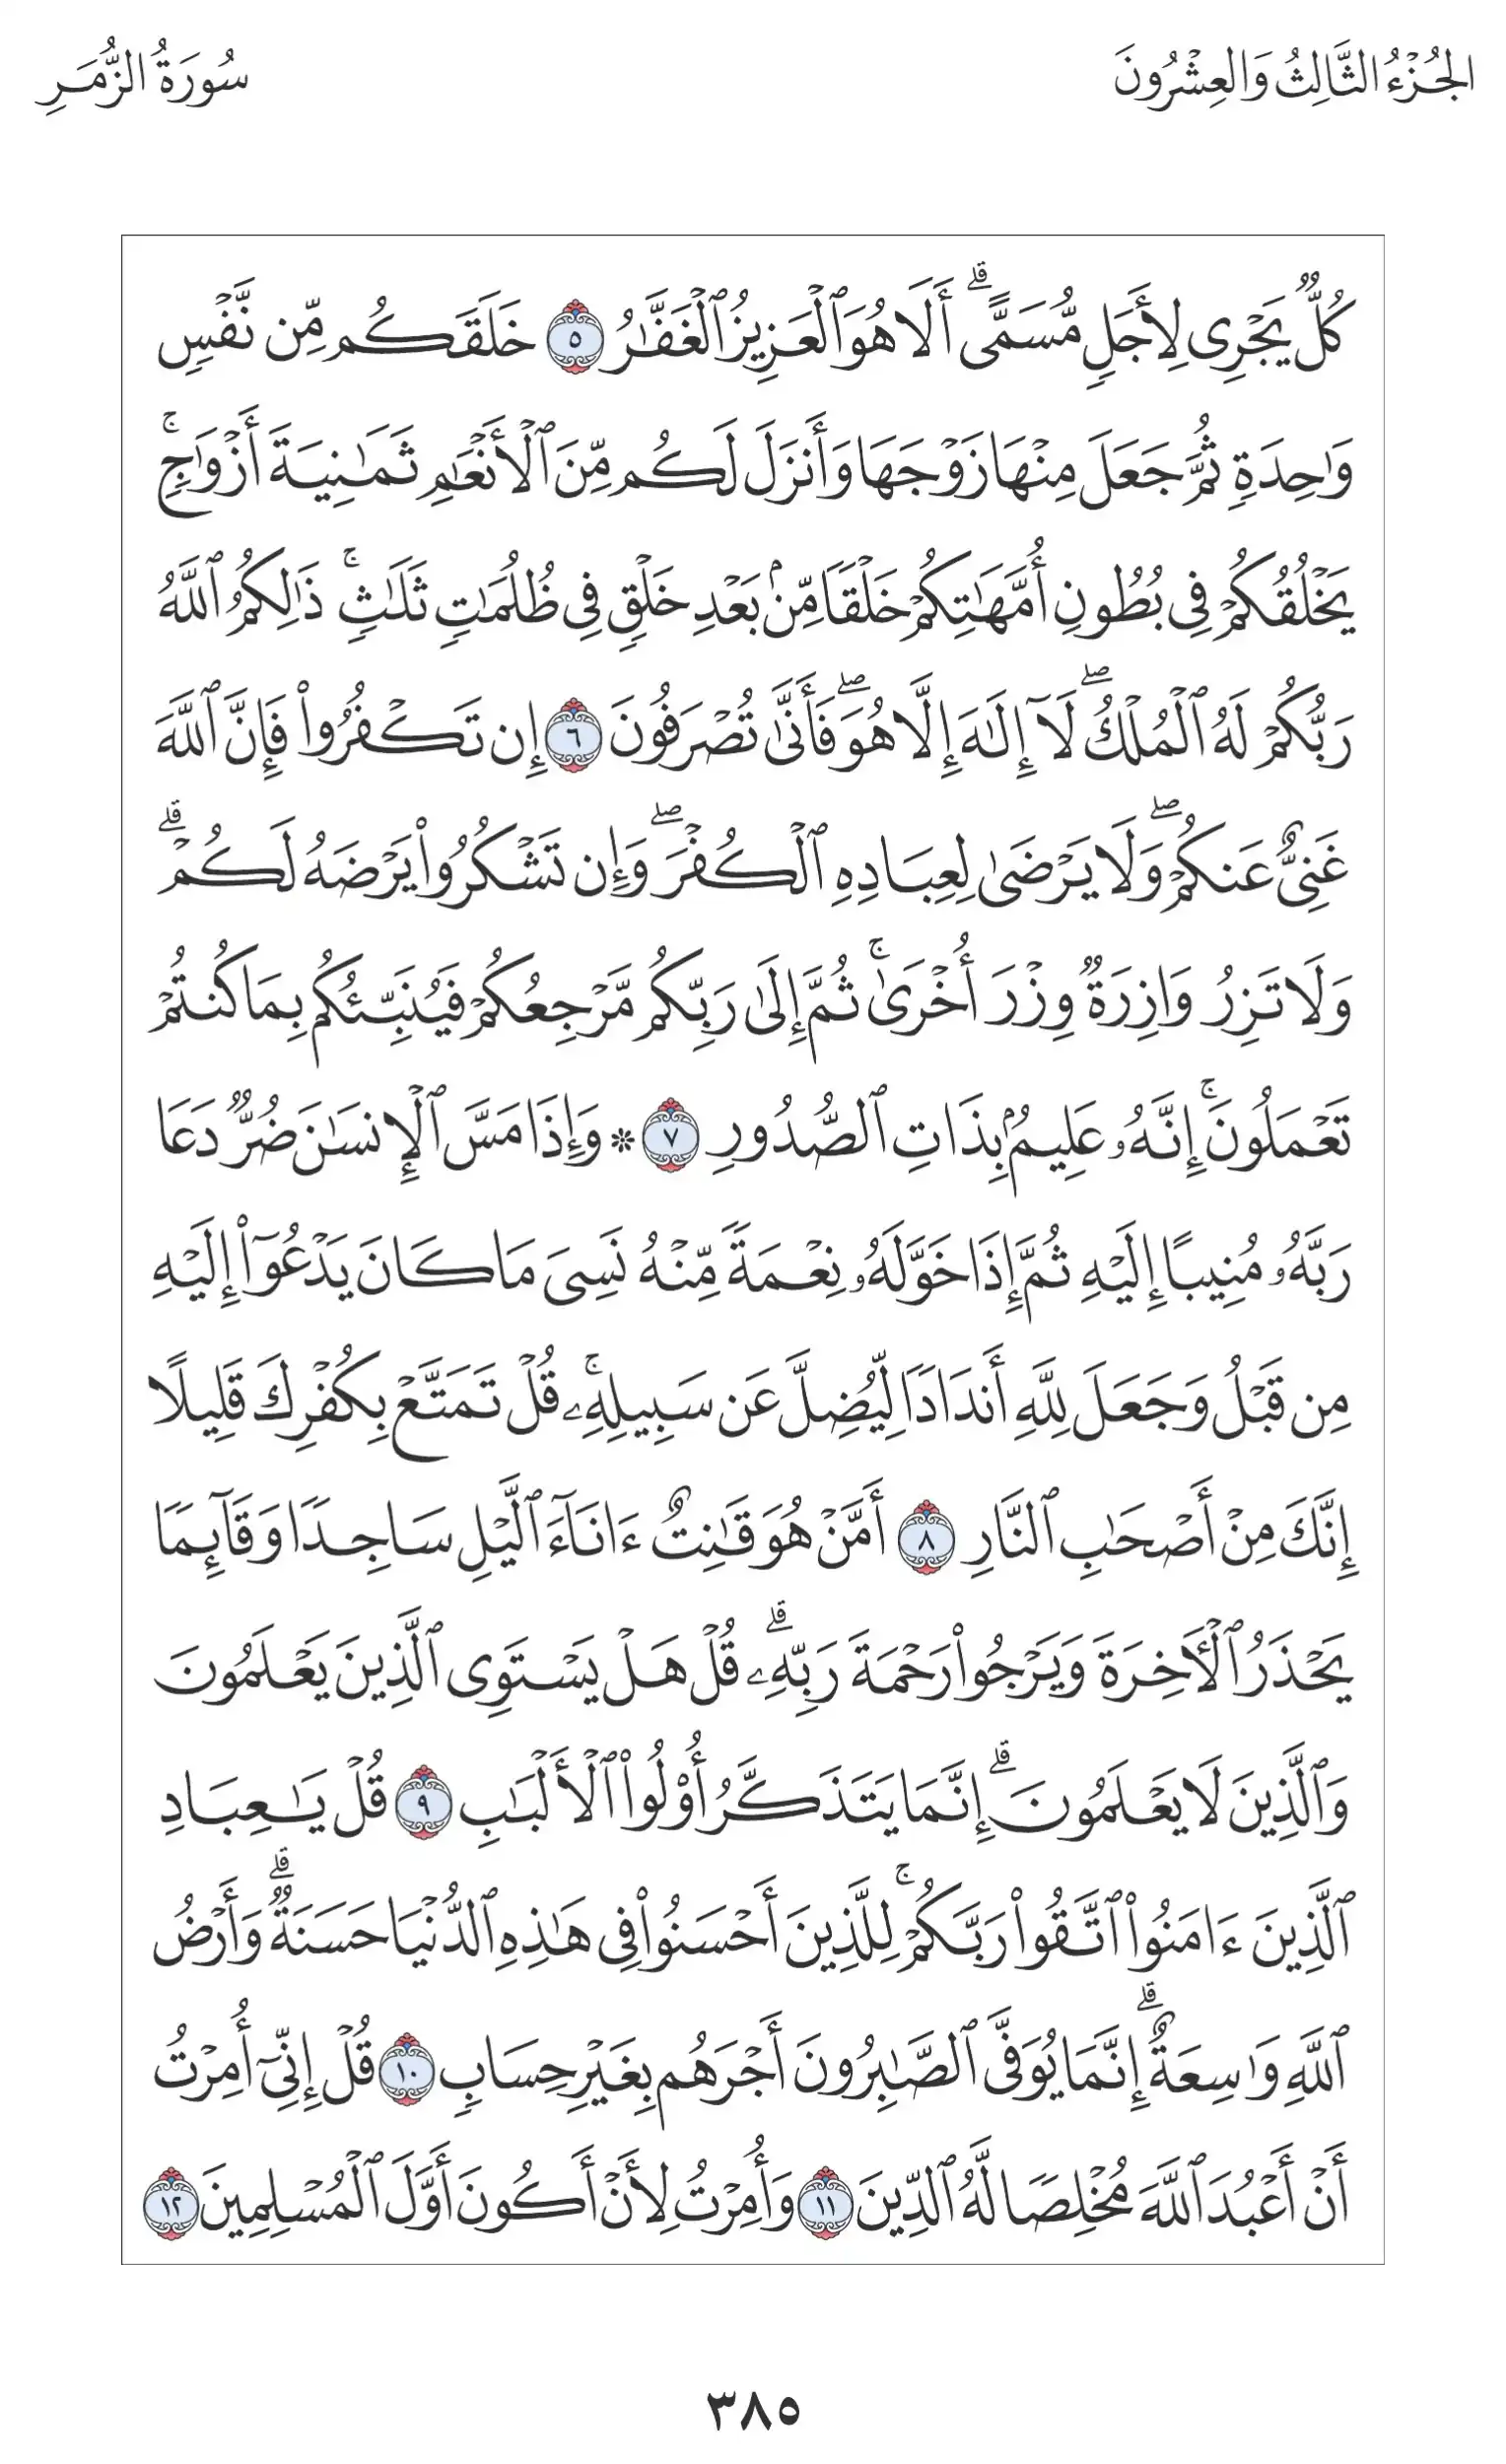 الجُزْءُ الثَّالِثُ وَالعِشْرُونَ
سُورَةُ الزُّمَرِ
كُلٌّ يَجْرِى لِأَجَلٍ مُّسَمًّى ۗ أَلَا هُوَ ٱلْعَزِيزُ ٱلْغَفَّٰرُ ٥ خَلَقَكُم مِّن نَّفْسٍ
وَٰحِدَةٍ ثُمَّ جَعَلَ مِنْهَا زَوْجَهَا وَأَنزَلَ لَكُم مِّنَ ٱلْأَنْعَٰمِ ثَمَٰنِيَةَ أَزْوَٰجٍ ۚ
يَخْلُقُكُمْ فِى بُطُونِ أُمَّهَٰتِكُمْ خَلْقًا مِّنۢ بَعْدِ خَلْقٍ فِى ظُلُمَٰتٍ ثَلَٰثٍ ۚ ذَٰلِكُمُ ٱللَّهُ
رَبُّكُمْ لَهُ ٱلْمُلْكُ ۖ لَآ إِلَٰهَ إِلَّا هُوَ ۖ فَأَنَّىٰ تُصْرَفُونَ ٦ إِن تَكْفُرُوا۟ فَإِنَّ ٱللَّهَ
غَنِىٌّ عَنكُمْ ۖ وَلَا يَرْضَىٰ لِعِبَادِهِ ٱلْكُفْرَ ۖ وَإِن تَشْكُرُوا۟ يَرْضَهُ لَكُمْ ۗ
وَلَا تَزِرُ وَازِرَةٌ وِزْرَ أُخْرَىٰ ۚ ثُمَّ إِلَىٰ رَبِّكُم مَّرْجِعُكُمْ فَيُنَبِّئُكُم بِمَا كُنتُمْ
تَعْمَلُونَ ۚ إِنَّهُۥ عَلِيمٌۢ بِذَاتِ ٱلصُّدُورِ ٧ * وَإِذَا مَسَّ ٱلْإِنسَٰنَ ضُرٌّ دَعَا
رَبَّهُۥ مُنِيبًا إِلَيْهِ ثُمَّ إِذَا خَوَّلَهُۥ نِعْمَةً مِّنْهُ نَسِىَ مَا كَانَ يَدْعُوٓا۟ إِلَيْهِ
مِن قَبْلُ وَجَعَلَ لِلَّهِ أَندَادًا لِّيُضِلَّ عَن سَبِيلِهِۦ ۚ قُلْ تَمَتَّعْ بِكُفْرِكَ قَلِيلًا
إِنَّكَ مِنْ أَصْحَٰبِ ٱلنَّارِ ٨ أَمَّنْ هُوَ قَٰنِتٌ ءَانَآءَ ٱلَّيْلِ سَاجِدًا وَقَآئِمًا
يَحْذَرُ ٱلْأَخِرَةَ وَيَرْجُوا۟ رَحْمَةَ رَبِّهِۦ ۗ قُلْ هَلْ يَسْتَوِى ٱلَّذِينَ يَعْلَمُونَ
وَٱلَّذِينَ لَا يَعْلَمُونَ ۗ إِنَّمَا يَتَذَكَّرُ أُو۟لُوا۟ ٱلْأَلْبَٰبِ ٩ قُلْ يَٰعِبَادِ
ٱلَّذِينَ ءَامَنُوا۟ ٱتَّقُوا۟ رَبَّكُمْ ۚ لِلَّذِينَ أَحْسَنُوا۟ فِى هَٰذِهِ ٱلدُّنْيَا حَسَنَةٌ ۗ وَأَرْضُ
ٱللَّهِ وَٰسِعَةٌ ۗ إِنَّمَا يُوَفَّى ٱلصَّٰبِرُونَ أَجْرَهُم بِغَيْرِ حِسَابٍ ١٠ قُلْ إِنِّىٓ أُمِرْتُ
أَنْ أَعْبُدَ ٱللَّهَ مُخْلِصًا لَّهُ ٱلدِّينَ ١١ وَأُمِرْتُ لِأَنْ أَكُونَ أَوَّلَ ٱلْمُسْلِمِينَ ١٢
٣٨٥